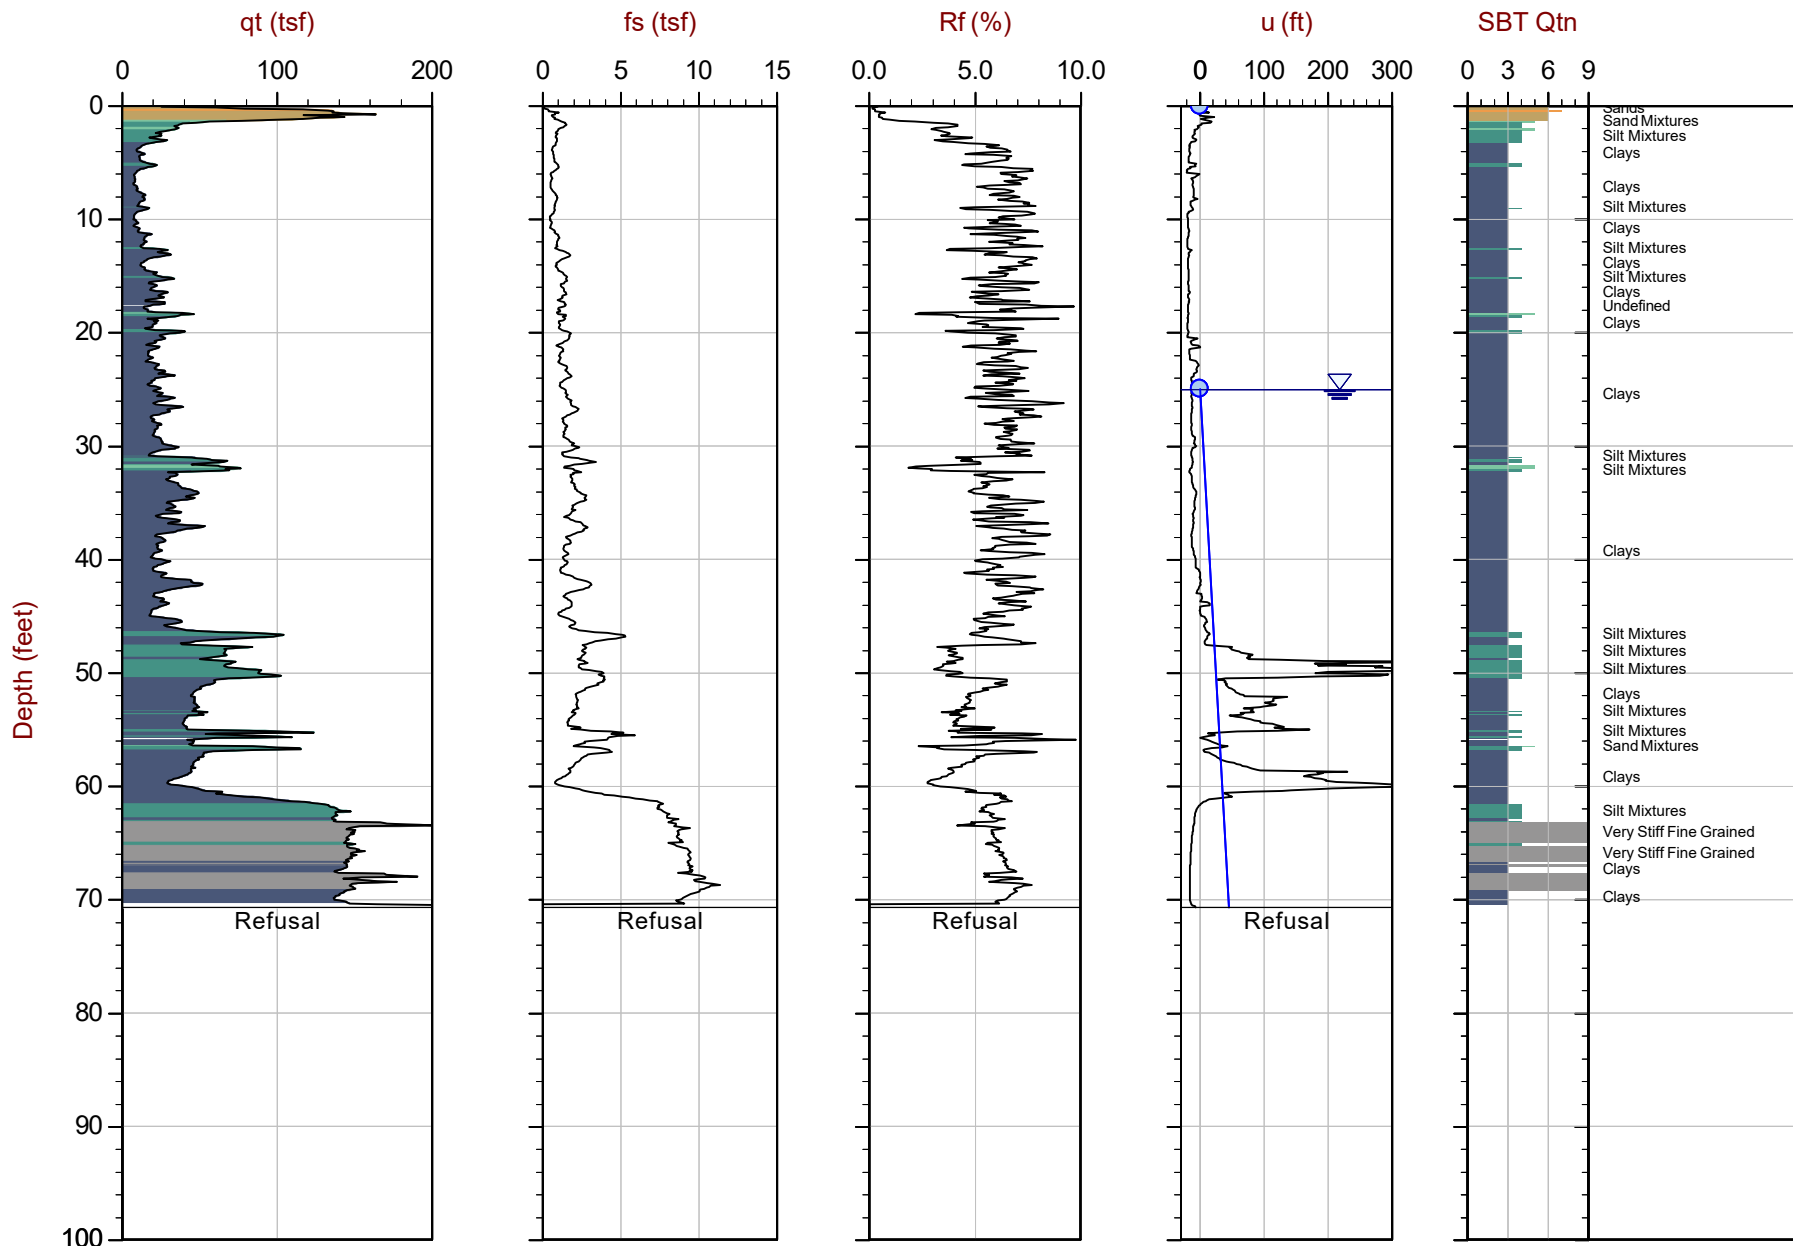 qt (tsf) fs (tsf) Rf (%) u (ft) SBT Qtn
0 100 200 0 5 10 15 0.0 5.0 10.0 0 100 200 300 0 3 6 9
0
Sands
Sand Mixtures
Silt Mixtures
Clays
Clays
Silt Mixtures
10
Clays
Silt Mixtures
Clays
Silt Mixtures
Clays
Undefined
Clays
20
Clays
30
Silt Mixtures
Silt Mixtures
Clays
40
Silt Mixtures
Silt Mixtures
Silt Mixtures
50
Clays
Silt Mixtures
Silt Mixtures
Sand Mixtures
Clays
60
Silt Mixtures
Very Stiff Fine Grained
Very Stiff Fine Grained
Clays
Clays
70
Refusal Refusal Refusal Refusal
80
90
100
Depth (feet)